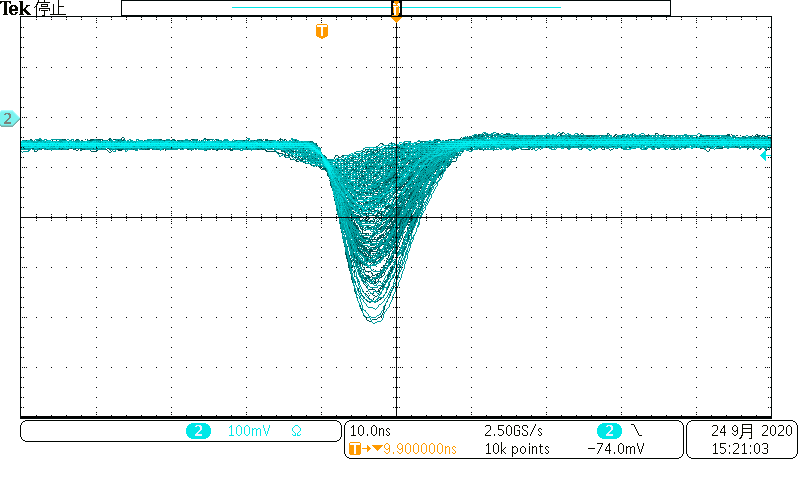 Tek 停止
T
T
2
2 100mV Ω
10.0ns 2.50GS/s 2
T→▼9.900000ns 10k points −74.0mV
24 9月 2020
15:21:03